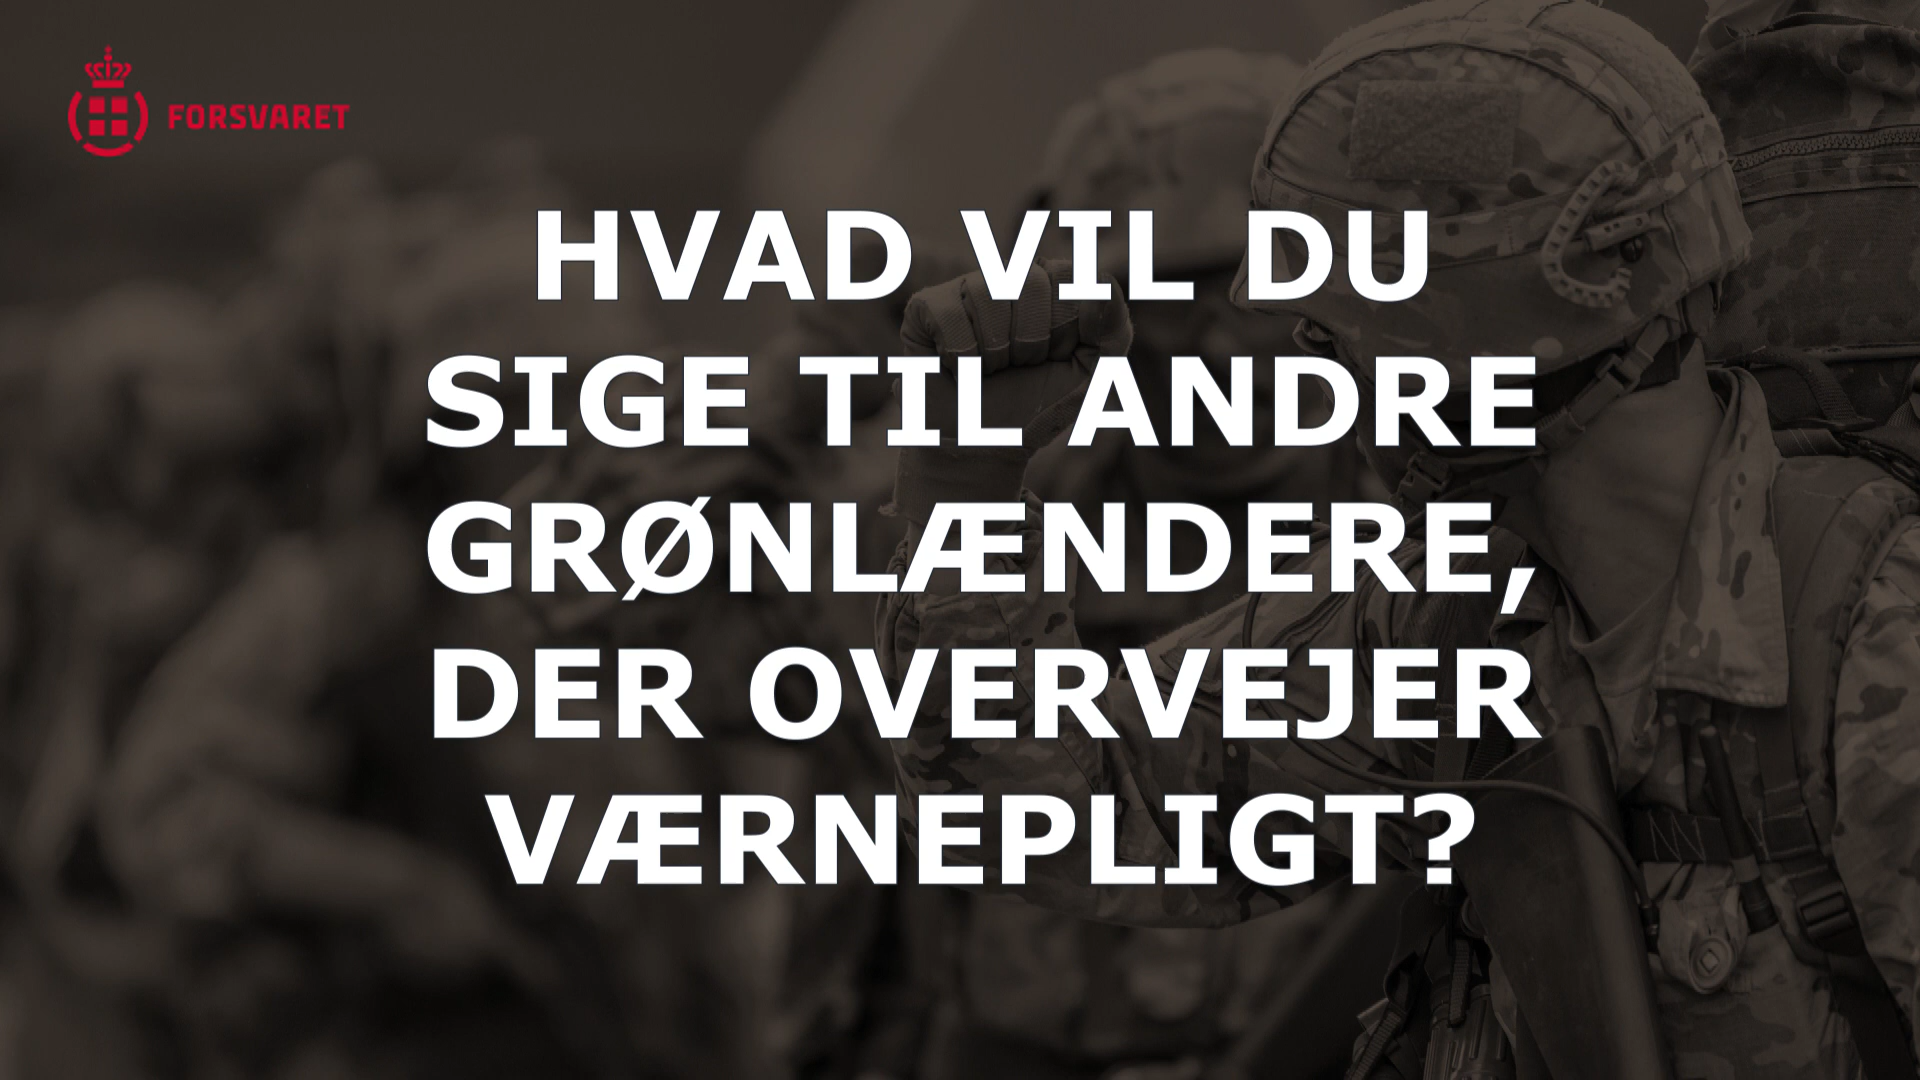 FORSVARET
HVAD VIL DU
SIGE TIL ANDRE
GRØNLÆNDERE,
DER OVERVEJER
VÆRNEPLIGT?